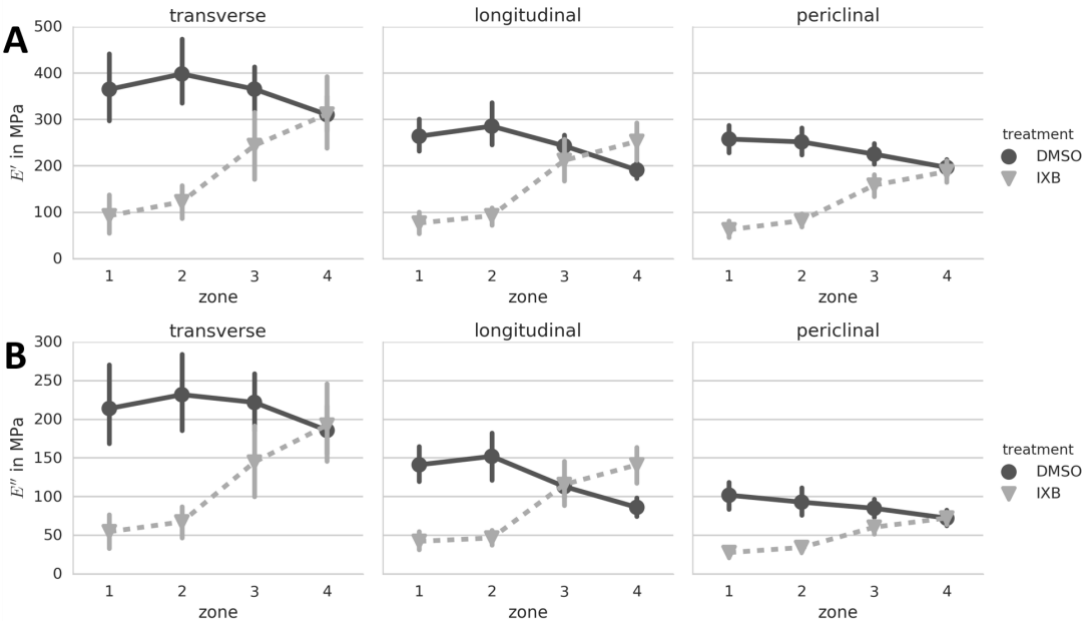 A
transverse
longitudinal
periclinal
500
400
300
200
100
0
E′ in MPa
1 2 3 4
1 2 3 4
1 2 3 4
zone
zone
zone
treatment
DMSO
IXB
B
transverse
longitudinal
periclinal
300
250
200
150
100
50
0
E″ in MPa
1 2 3 4
1 2 3 4
1 2 3 4
zone
zone
zone
treatment
DMSO
IXB